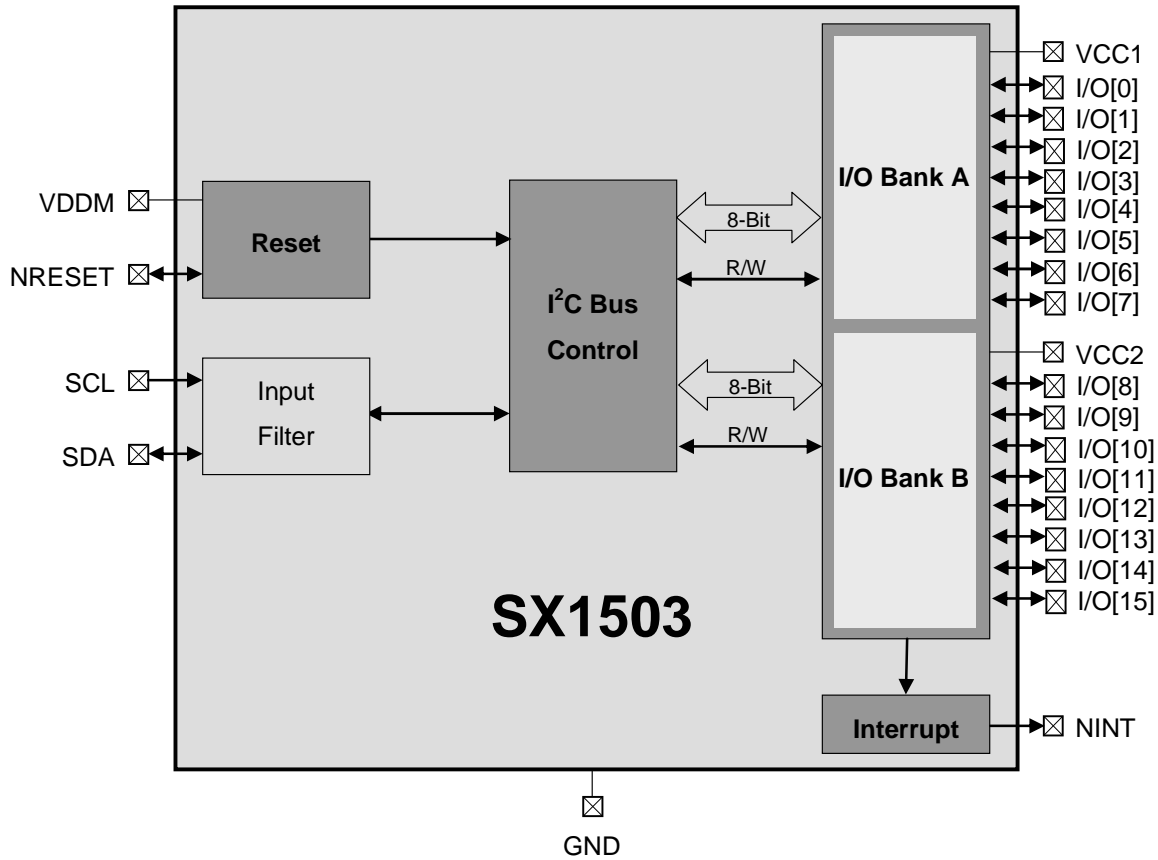 VDDM
NRESET
SCL
SDA
Reset
Input
Filter
I²C Bus
Control
8-Bit
R/W
8-Bit
R/W
I/O Bank A
I/O Bank B
VCC1
I/O[0]
I/O[1]
I/O[2]
I/O[3]
I/O[4]
I/O[5]
I/O[6]
I/O[7]
VCC2
I/O[8]
I/O[9]
I/O[10]
I/O[11]
I/O[12]
I/O[13]
I/O[14]
I/O[15]
SX1503
Interrupt
NINT
GND